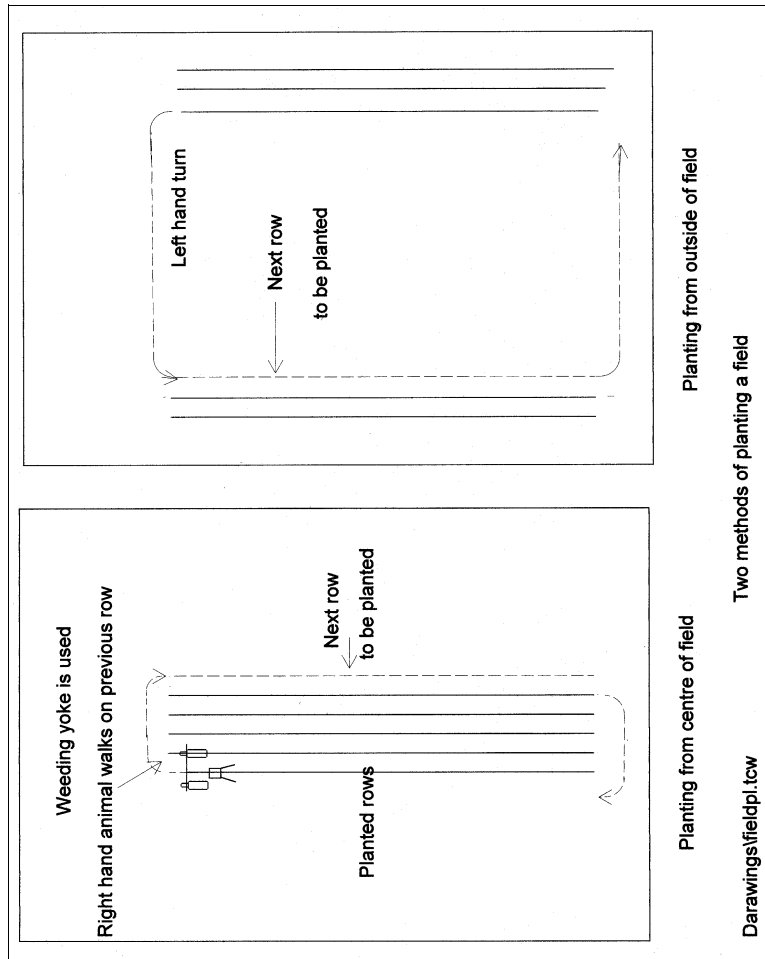 Weeding yoke is used
Right hand animal walks on previous row
Next row
to be planted
Planted rows
Planting from centre of field
Left hand turn
Next row
to be planted
Planting from outside of field
Two methods of planting a field
Darawings\fieldpl.tcw